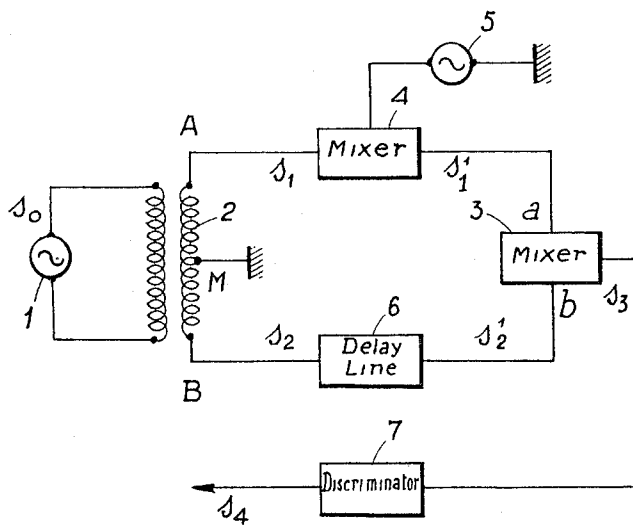 5
A
4
Mixer
s₁
s'₁
s₀
2
3
a
Mixer
1
M
b
s₃
6
s₂
Delay
Line
s'₂
B
7
Discriminator
s₄